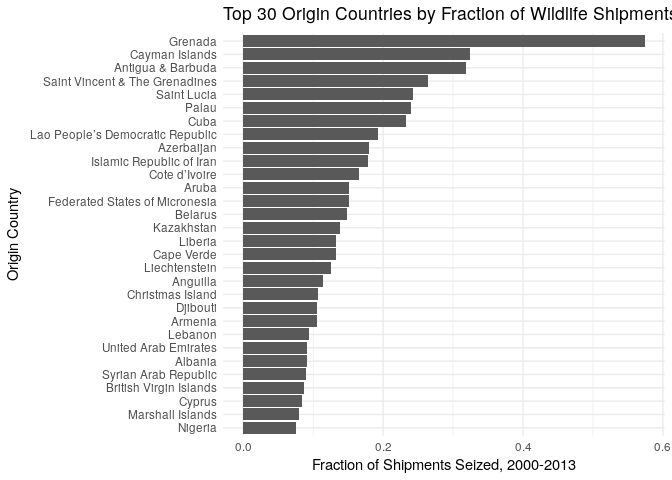 Top 30 Origin Countries by Fraction of Wildlife Shipments
Grenada
Cayman Islands
Antigua & Barbuda
Saint Vincent & The Grenadines
Saint Lucia
Palau
Cuba
Lao People's Democratic Republic
Azerbaijan
Islamic Republic of Iran
Cote d'Ivoire
Aruba
Federated States of Micronesia
Belarus
Kazakhstan
Liberia
Cape Verde
Liechtenstein
Anguilla
Christmas Island
Djibouti
Armenia
Lebanon
United Arab Emirates
Albania
Syrian Arab Republic
British Virgin Islands
Cyprus
Marshall Islands
Nigeria
Origin Country
0.0 0.2 0.4 0.6
Fraction of Shipments Seized, 2000-2013